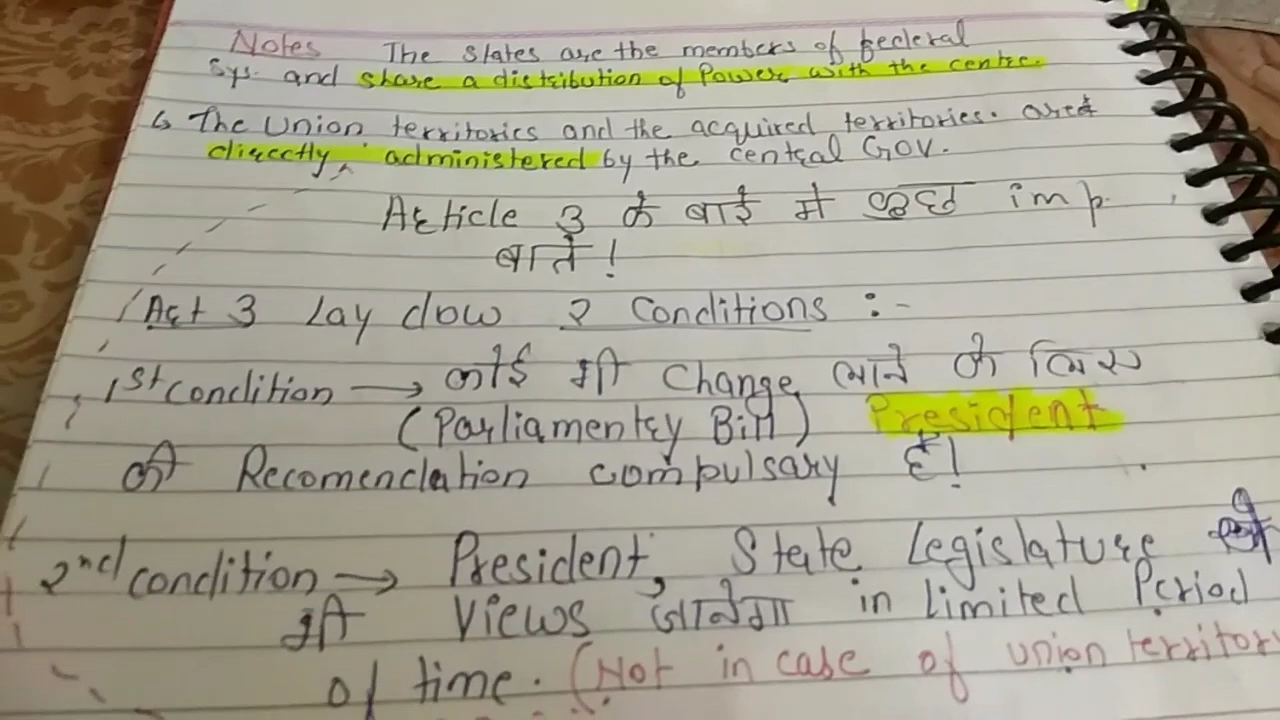 Notes The States are the members of federal
sys. and share a distribution of Power with the centre.
↳ The Union territories and the acquired territories. are
directly, administered by the central Gov.
Article 3 के बाई मे कुछ imp.
बाते!
Art 3 Lay dow 2 Conditions :-
1st condition → कोई भी Change लाने के लिए
(Parliamentry Bill) President
की Recomendation compulsary है!
2nd condition → President, State Legislature की
भी views जानेगा in limited Period
of time. (Not in case of union territor